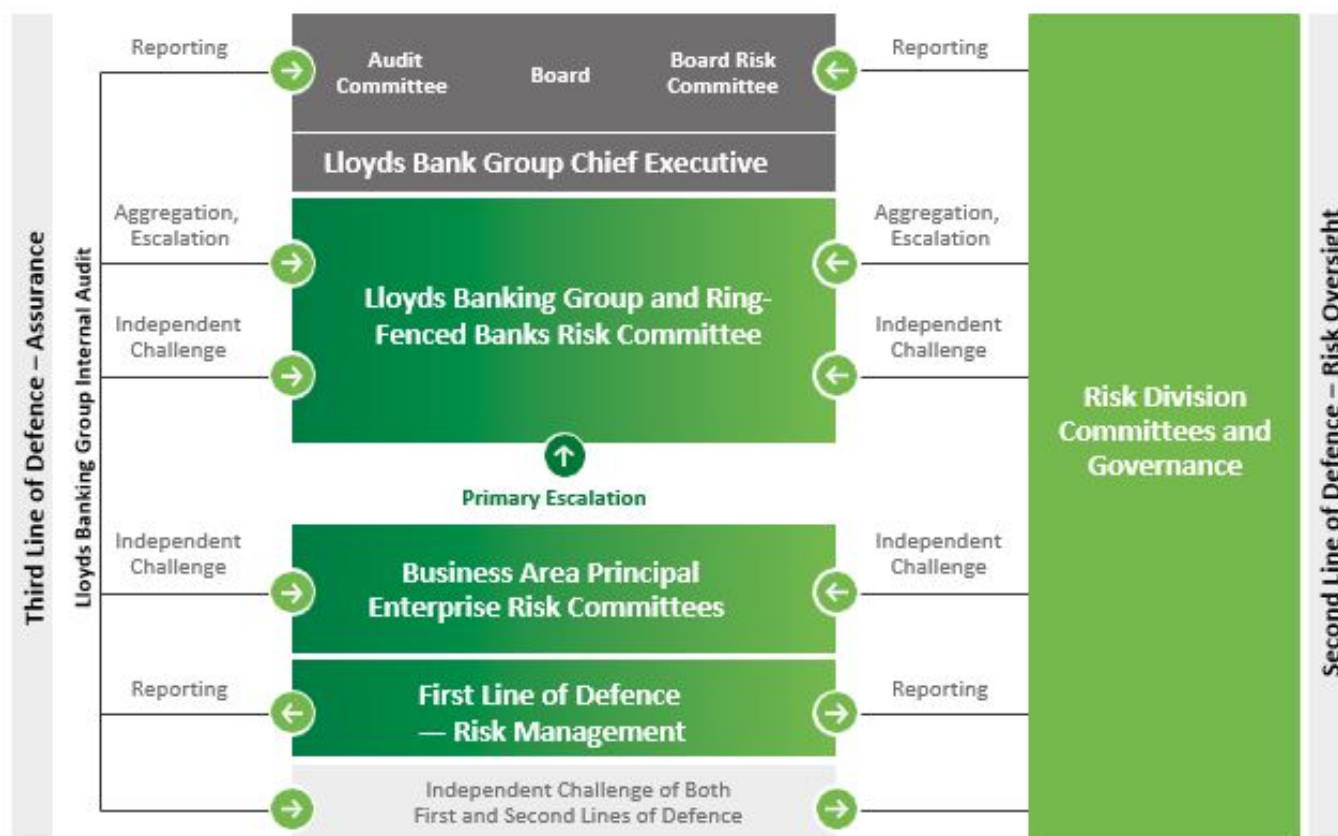 Third Line of Defence – Assurance
Lloyds Banking Group Internal Audit
Reporting
Audit
Committee
Board
Board Risk
Committee
Reporting
Lloyds Bank Group Chief Executive
Aggregation,
Escalation
Aggregation,
Escalation
Lloyds Banking Group and Ring-
Fenced Banks Risk Committee
Independent
Challenge
Independent
Challenge
Primary Escalation
Independent
Challenge
Business Area Principal
Enterprise Risk Committees
Independent
Challenge
Reporting
First Line of Defence
— Risk Management
Reporting
Independent Challenge of Both
First and Second Lines of Defence
Risk Division
Committees and
Governance
Second Line of Defence – Risk Oversight